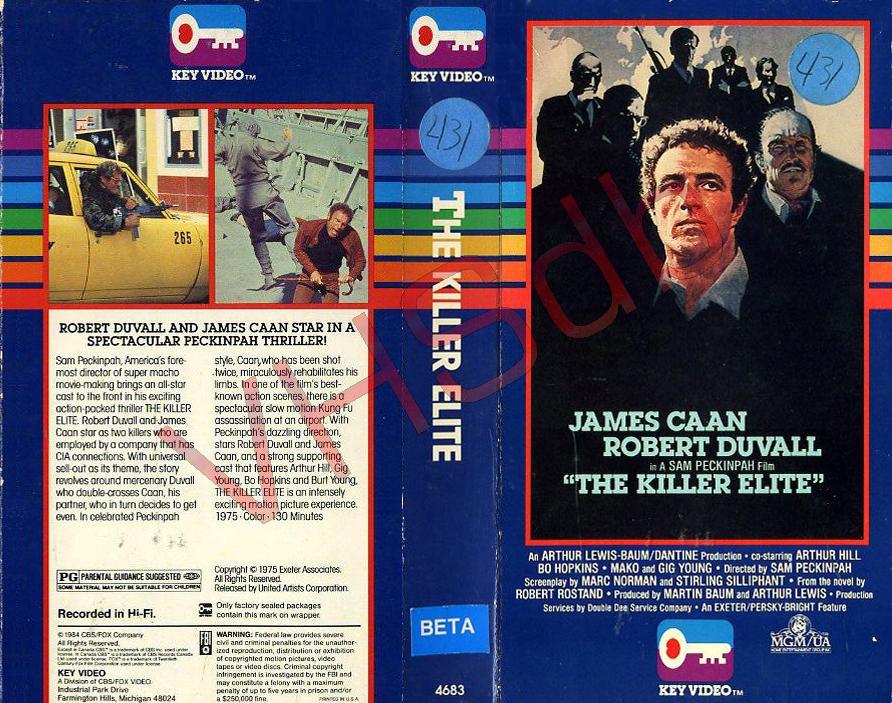 KEY VIDEO™
265
ROBERT DUVALL AND JAMES CAAN STAR IN A
SPECTACULAR PECKINPAH THRILLER!
Sam Peckinpah, America's fore-
most director of super macho
movie-making brings an all-star
cast to the front in his exciting
action-packed thriller THE KILLER
ELITE. Robert Duvall and James
Caan star as two killers who are
employed by a company that has
CIA connections. With universal
sell-out as its theme, the story
revolves around mercenary Duvall
who double-crosses Caan, his
partner, who in turn decides to get
even. In celebrated Peckinpah
style, Caan, who has been shot
twice, miraculously rehabilitates his
limbs. In one of the film's best-
known action scenes, there is a
spectacular slow motion Kung Fu
assassination at an airport. With
Peckinpah's dazzling direction,
stars Robert Duvall and James
Caan, and a strong supporting
cast that features Arthur Hill, Gig
Young, Bo Hopkins and Burt Young,
THE KILLER ELITE is an intensely
exciting motion picture experience.
1975 · Color · 130 Minutes
PG PARENTAL GUIDANCE SUGGESTED
SOME MATERIAL MAY NOT BE SUITABLE FOR CHILDREN
Copyright © 1975 Exeter Associates.
All Rights Reserved.
Released by United Artists Corporation.
Recorded in Hi-Fi.
Only factory sealed packages
contain this mark on wrapper.
© 1984 CBS/FOX Company
All Rights Reserved.
KEY VIDEO
A Division of CBS/FOX VIDEO.
Industrial Park Drive
Farmington Hills, Michigan 48024
FBI
WARNING: Federal law provides severe
civil and criminal penalties for the unauthor-
ized reproduction, distribution or exhibition
of copyrighted motion pictures, video
tapes or video discs. Criminal copyright
infringement is investigated by the FBI and
may constitute a felony with a maximum
penalty of up to five years in prison and/or
a $250,000 fine.
PRINTED IN U.S.A.
KEY VIDEO™
431
THE KILLER ELITE
BETA
4683
431
JAMES CAAN
ROBERT DUVALL
in A SAM PECKINPAH Film
"THE KILLER ELITE"
An ARTHUR LEWIS-BAUM/DANTINE Production • co-starring ARTHUR HILL
BO HOPKINS • MAKO and GIG YOUNG • Directed by SAM PECKINPAH
Screenplay by MARC NORMAN and STIRLING SILLIPHANT • From the novel by
ROBERT ROSTAND • Produced by MARTIN BAUM and ARTHUR LEWIS • Production
Services by Double Dee Service Company • An EXETER/PERSKY-BRIGHT Feature
MGM/UA
HOME ENTERTAINMENT GROUP, INC.
KEY VIDEO™